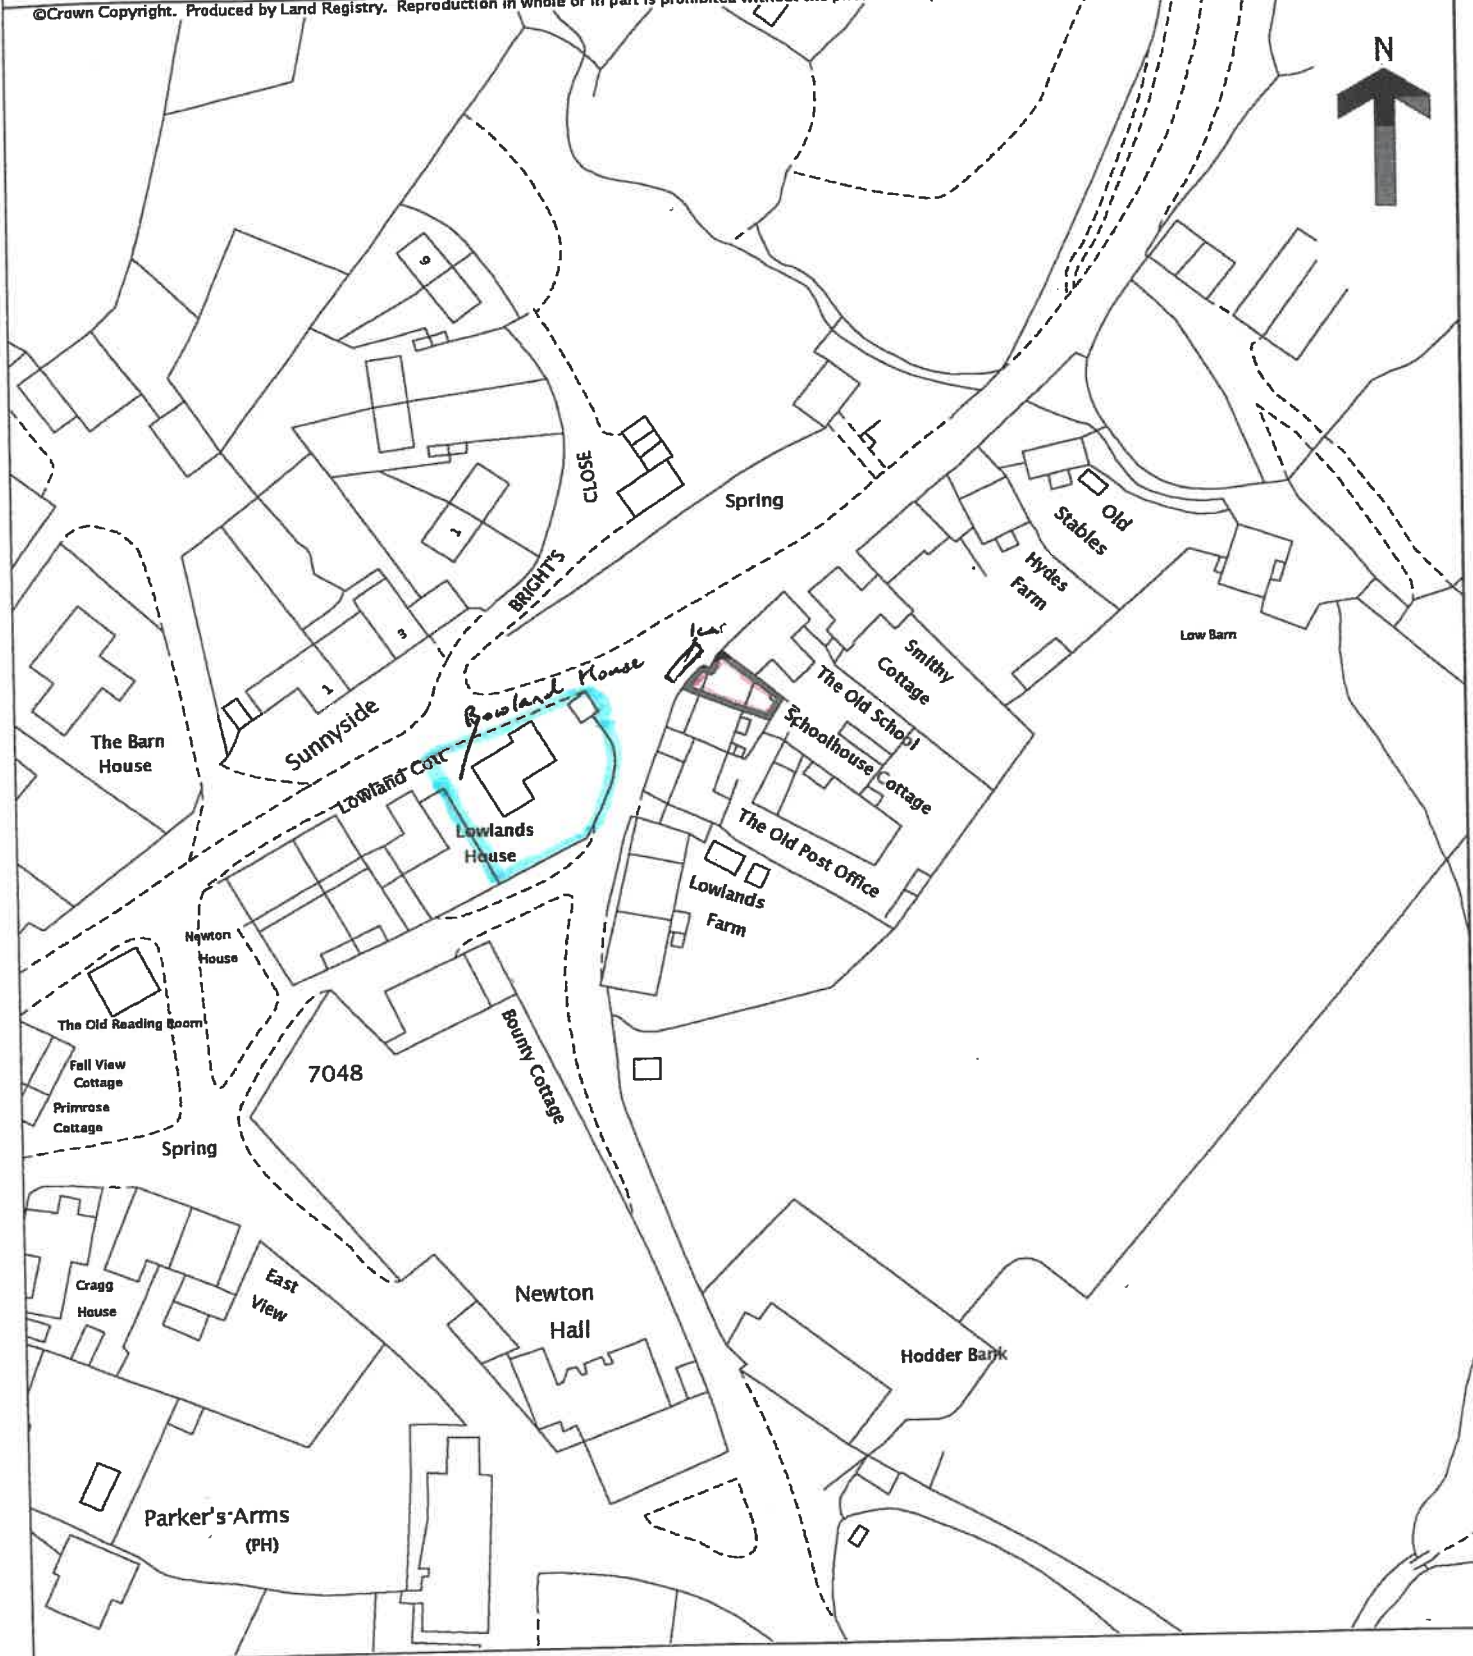 ©Crown Copyright. Produced by Land Registry. Reproduction in whole or in part is prohibited without the
N
9
CLOSE
1
Spring
BRIGHT'S
Old
Stables
Hydes
Farm
Low Barn
3
1
1 car
Bowland House
Smithy
Cottage
The Old School
Schoolhouse Cottage
Sunnyside
The Barn
House
Lowland Cott
Lowlands
House
The Old Post Office
Lowlands
Farm
Newton
House
The Old Reading Room
Fell View
Cottage
Primrose
Cottage
7048
Bounty Cottage
Spring
East
View
Cragg
House
Newton
Hall
Hodder Bank
Parker's Arms
(PH)